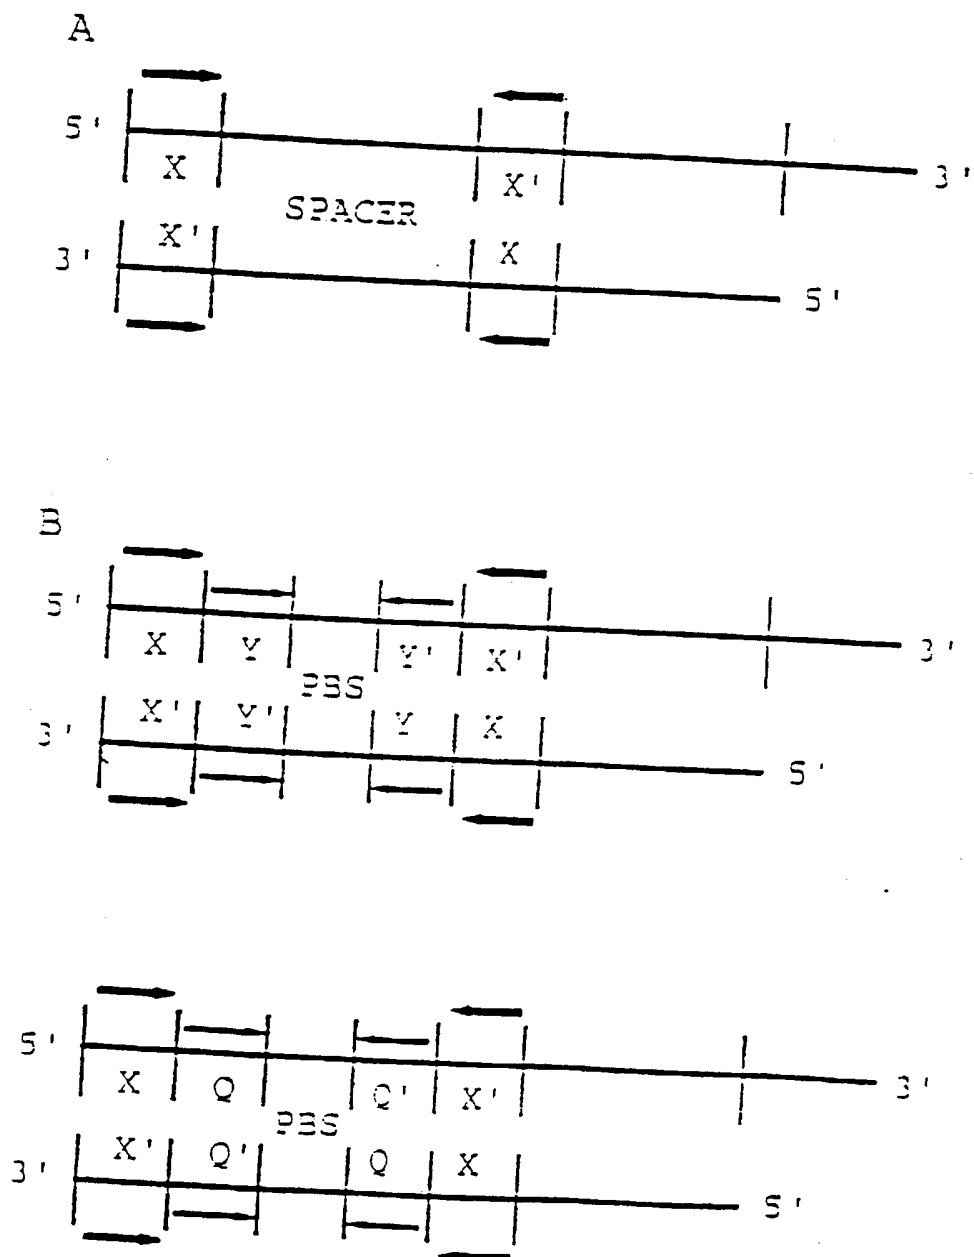 A
5' X X' 3'
SPACER
3' X' X 5'
B
5' X Y Y' X' 3'
PBS
3' X' Y' Y X 5'
5' X Q Q' X' 3'
PBS
3' X' Q' Q X 5'